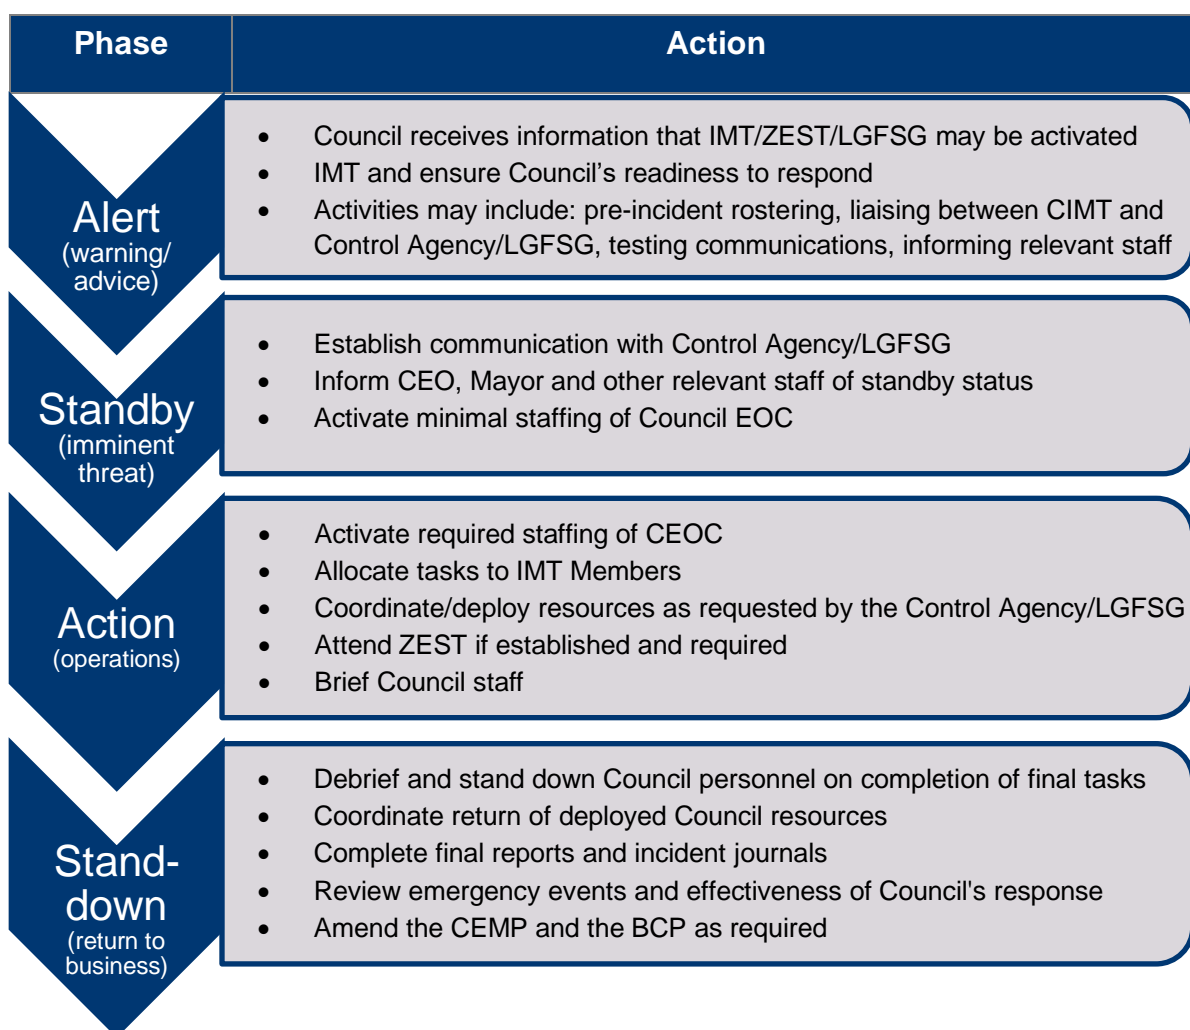 Phase
Action
Alert
(warning/
advice)
• Council receives information that IMT/ZEST/LGFSG may be activated
• IMT and ensure Council's readiness to respond
• Activities may include: pre-incident rostering, liaising between CIMT and
Control Agency/LGFSG, testing communications, informing relevant staff
Standby
(imminent
threat)
• Establish communication with Control Agency/LGFSG
• Inform CEO, Mayor and other relevant staff of standby status
• Activate minimal staffing of Council EOC
Action
(operations)
• Activate required staffing of CEOC
• Allocate tasks to IMT Members
• Coordinate/deploy resources as requested by the Control Agency/LGFSG
• Attend ZEST if established and required
• Brief Council staff
Stand-
down
(return to
business)
• Debrief and stand down Council personnel on completion of final tasks
• Coordinate return of deployed Council resources
• Complete final reports and incident journals
• Review emergency events and effectiveness of Council's response
• Amend the CEMP and the BCP as required